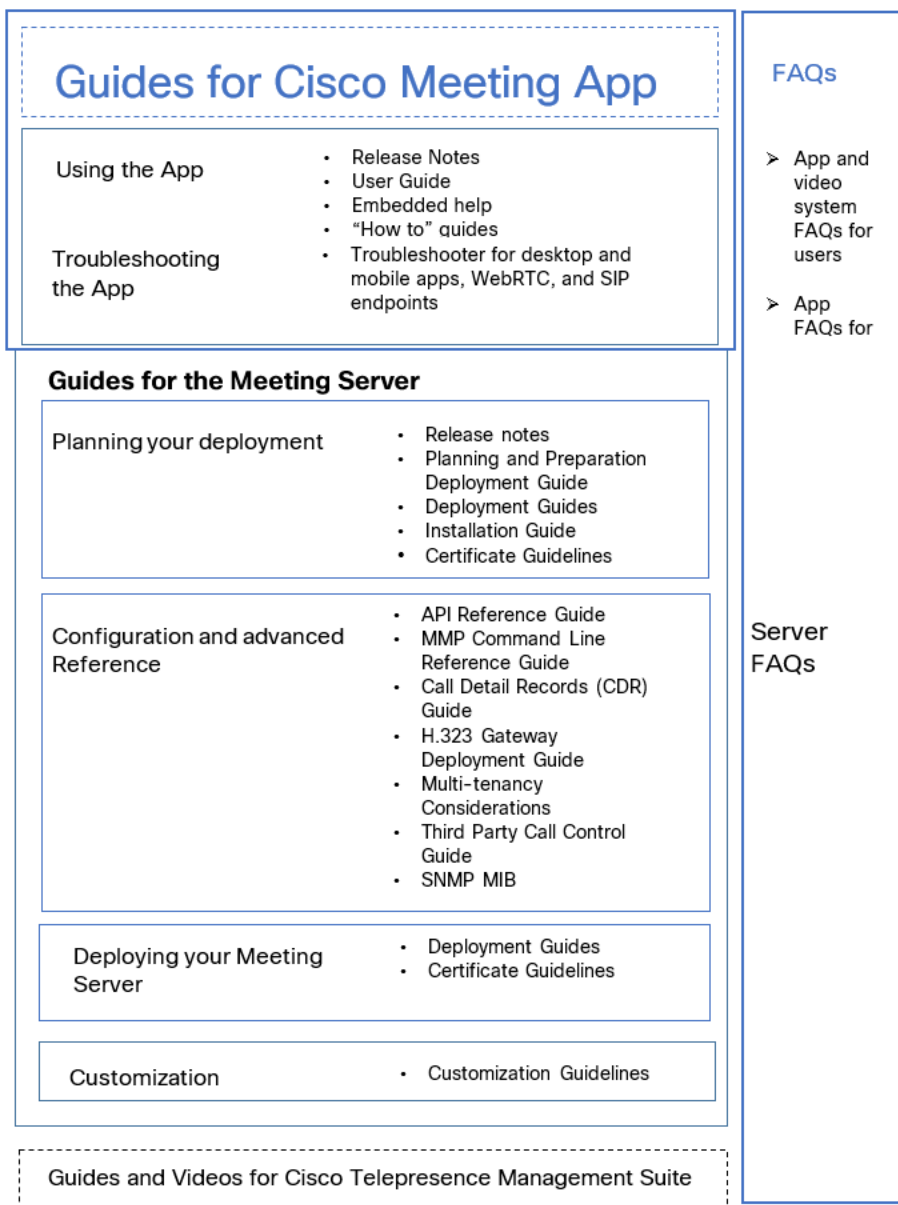 Guides for Cisco Meeting App
Using the App
• Release Notes
• User Guide
• Embedded help
• “How to” guides
Troubleshooting
the App
• Troubleshooter for desktop and
mobile apps, WebRTC, and SIP
endpoints
Guides for the Meeting Server
Planning your deployment
• Release notes
• Planning and Preparation
Deployment Guide
• Deployment Guides
• Installation Guide
• Certificate Guidelines
Configuration and advanced
Reference
• API Reference Guide
• MMP Command Line
Reference Guide
• Call Detail Records (CDR)
Guide
• H.323 Gateway
Deployment Guide
• Multi-tenancy
Considerations
• Third Party Call Control
Guide
• SNMP MIB
Deploying your Meeting
Server
• Deployment Guides
• Certificate Guidelines
Customization
• Customization Guidelines
Guides and Videos for Cisco Telepresence Management Suite
FAQs
➢ App and
video
system
FAQs for
users
➢ App
FAQs for
Server
FAQs